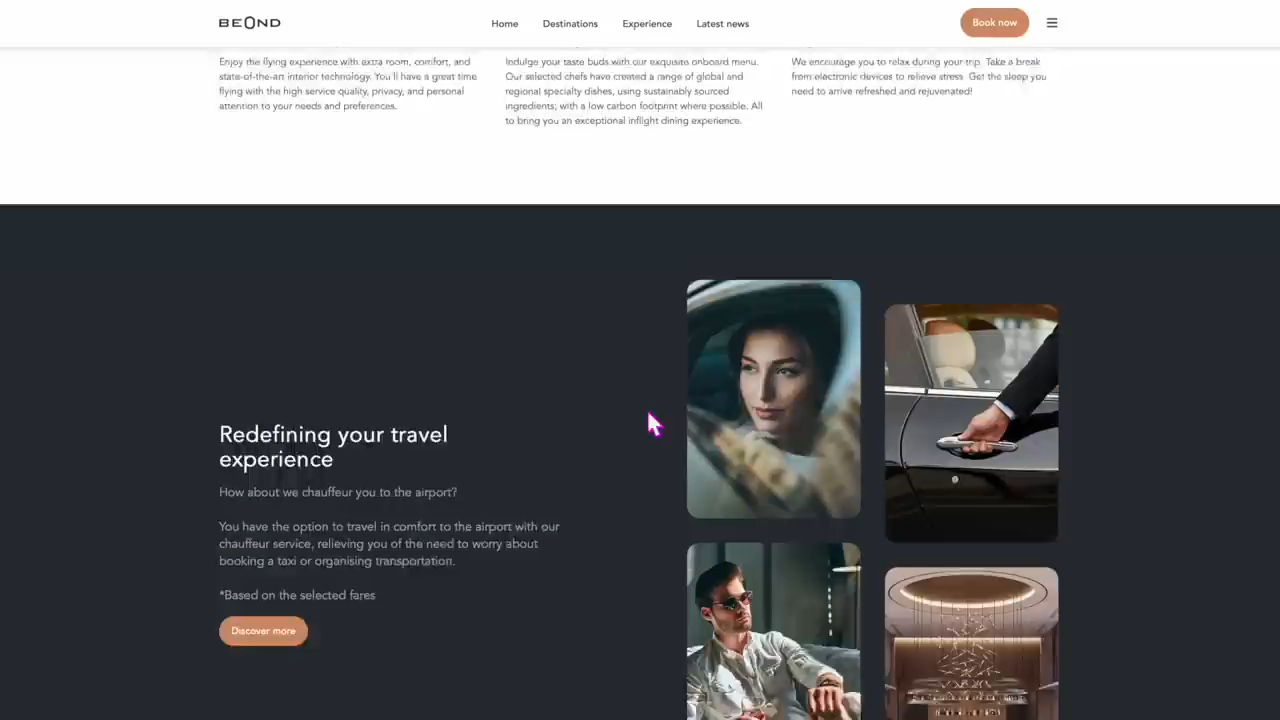 BEOND
Home
Destinations
Experience
Latest news
Book now
Enjoy the flying experience with extra room, comfort, and
state-of-the-art interior technology. You'll have a great time
flying with the high service quality, privacy, and personal
attention to your needs and preferences.
Indulge your taste buds with our exquisite onboard menu.
Our selected chefs have created a range of global and
regional specialty dishes, using sustainably sourced
ingredients; with a low carbon footprint where possible. All
to bring you an exceptional inflight dining experience.
We encourage you to relax during your trip. Take a break
from electronic devices to relieve stress. Get the sleep you
need to arrive refreshed and rejuvenated!
Redefining your travel
experience
How about we chauffeur you to the airport?
You have the option to travel in comfort to the airport with our
chauffeur service, relieving you of the need to worry about
booking a taxi or organising transportation.
*Based on the selected fares
Discover more